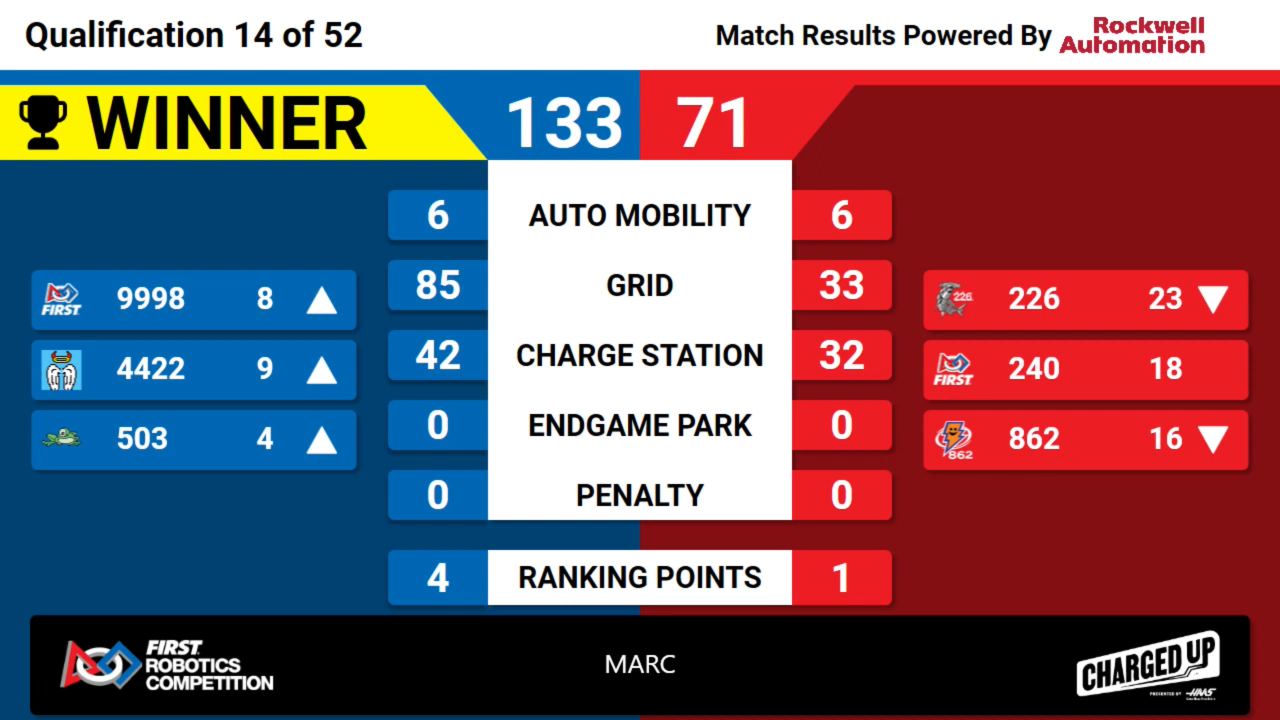 Qualification 14 of 52
Match Results Powered By
Rockwell
Automation
WINNER
133
71
6 AUTO MOBILITY 6
85 GRID 33
42 CHARGE STATION 32
0 ENDGAME PARK 0
0 PENALTY 0
4 RANKING POINTS 1
FIRST 9998 8
4422 9
503 4
226 226 23
FIRST 240 18
862 862 16
FIRST
ROBOTICS
COMPETITION
MARC
CHARGED UP
PRESENTED BY HAAS